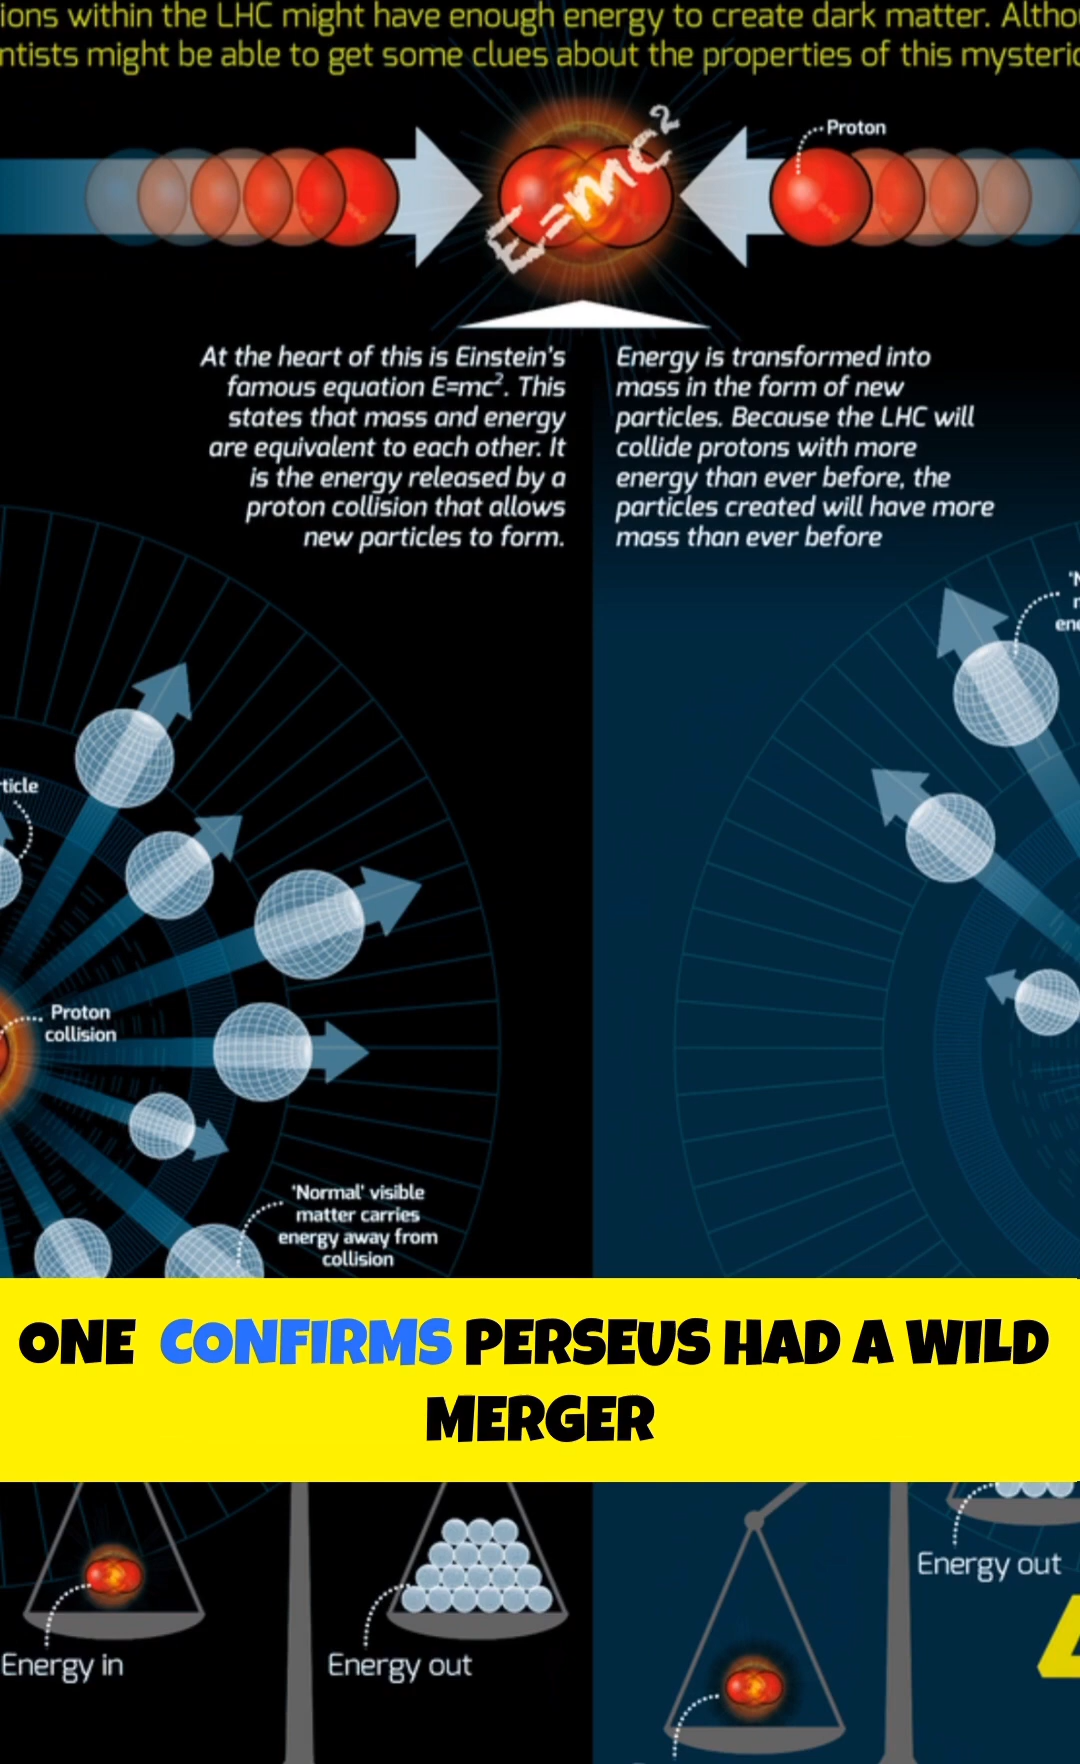 ions within the LHC might have enough energy to create dark matter. Altho
ntists might be able to get some clues about the properties of this mysteri
E=mc²
Proton
At the heart of this is Einstein's
famous equation E=mc². This
states that mass and energy
are equivalent to each other. It
is the energy released by a
proton collision that allows
new particles to form.
Energy is transformed into
mass in the form of new
particles. Because the LHC will
collide protons with more
energy than ever before, the
particles created will have more
mass than ever before
ticle
Proton
collision
'Normal' visible
matter carries
energy away from
collision
ONE CONFIRMS PERSEUS HAD A WILD
MERGER
Energy in
Energy out
Energy out